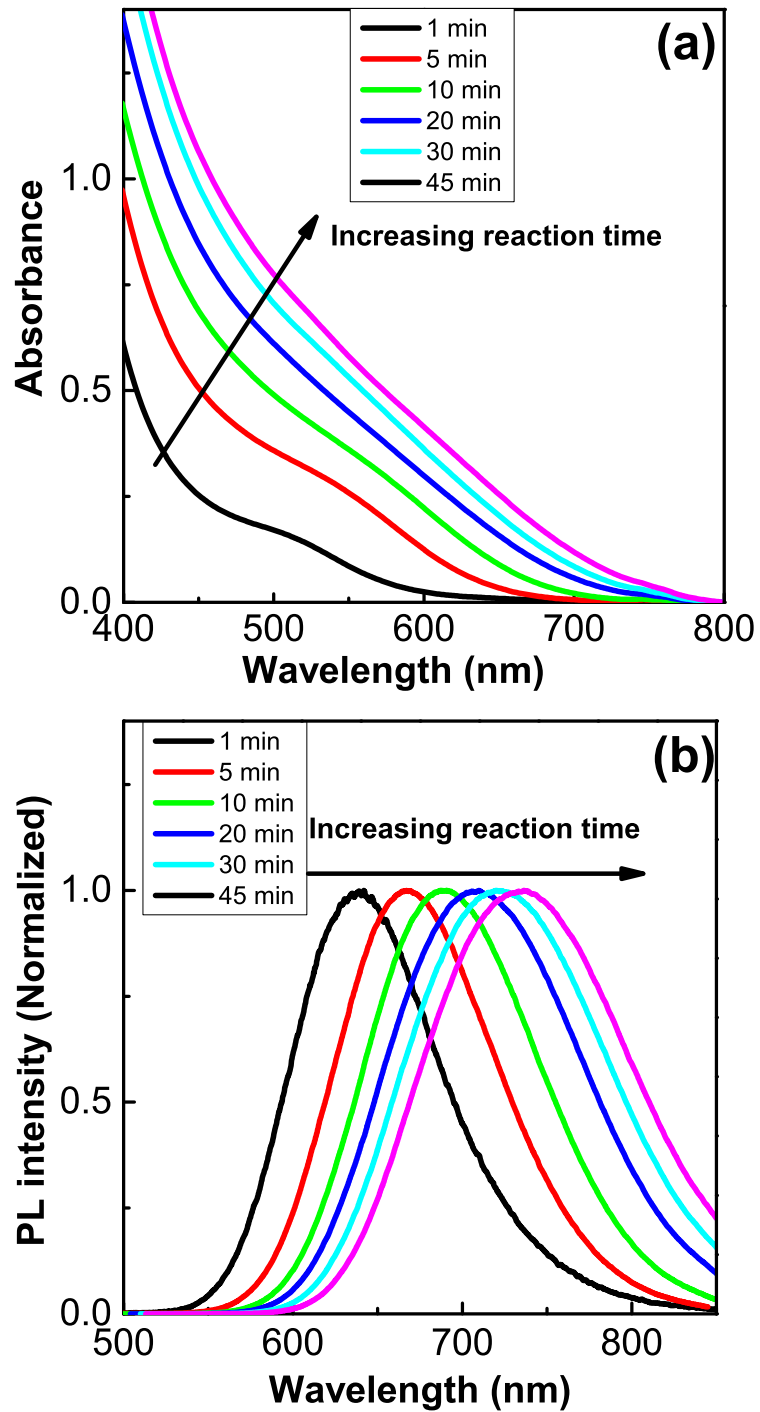 (a)
1 min
5 min
10 min
20 min
30 min
45 min
Increasing reaction time
Absorbance
1.0
0.5
0.0
400 500 600 700 800
Wavelength (nm)
(b)
1 min
5 min
10 min
20 min
30 min
45 min
Increasing reaction time
PL intensity (Normalized)
1.0
0.5
0.0
500 600 700 800
Wavelength (nm)